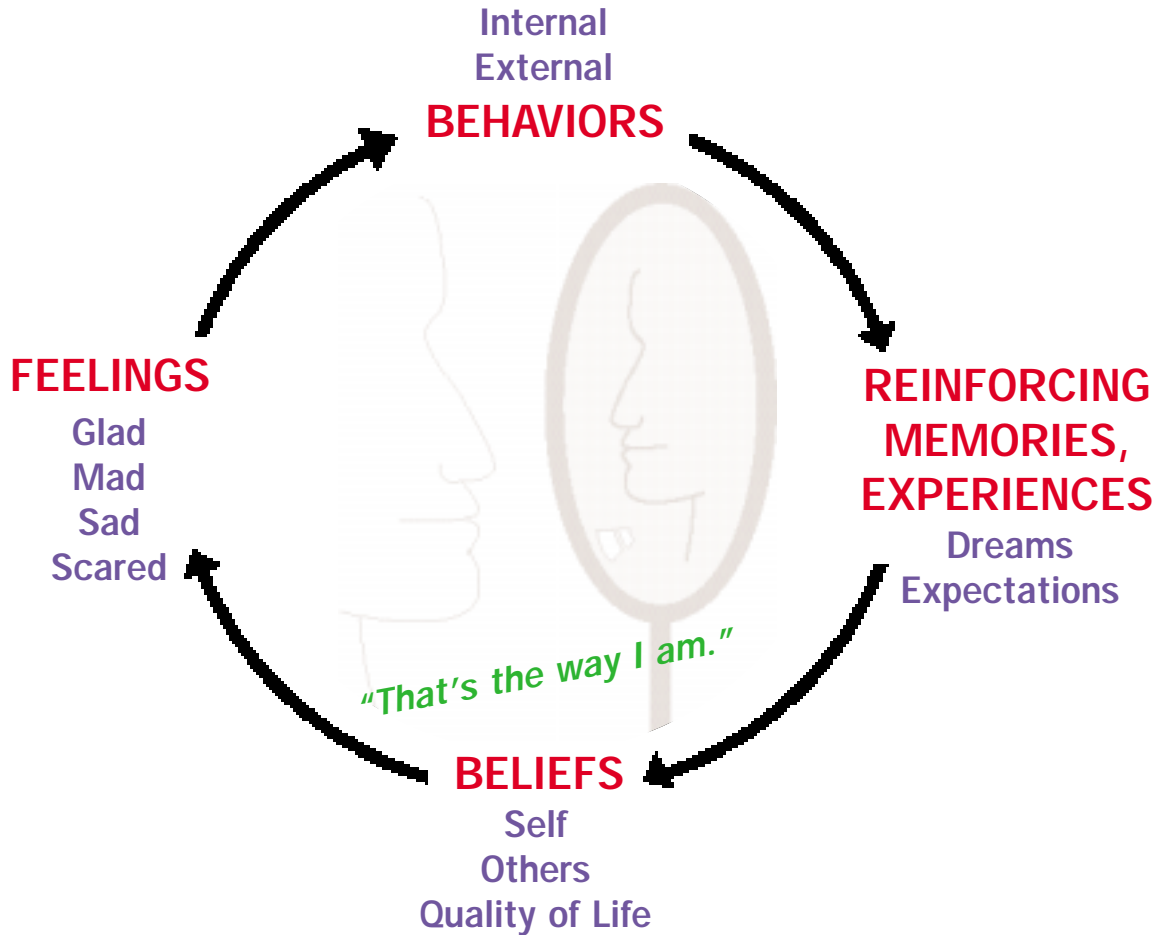 Internal
External
BEHAVIORS
FEELINGS
Glad
Mad
Sad
Scared
REINFORCING
MEMORIES,
EXPERIENCES
Dreams
Expectations
“That's the way I am.”
BELIEFS
Self
Others
Quality of Life